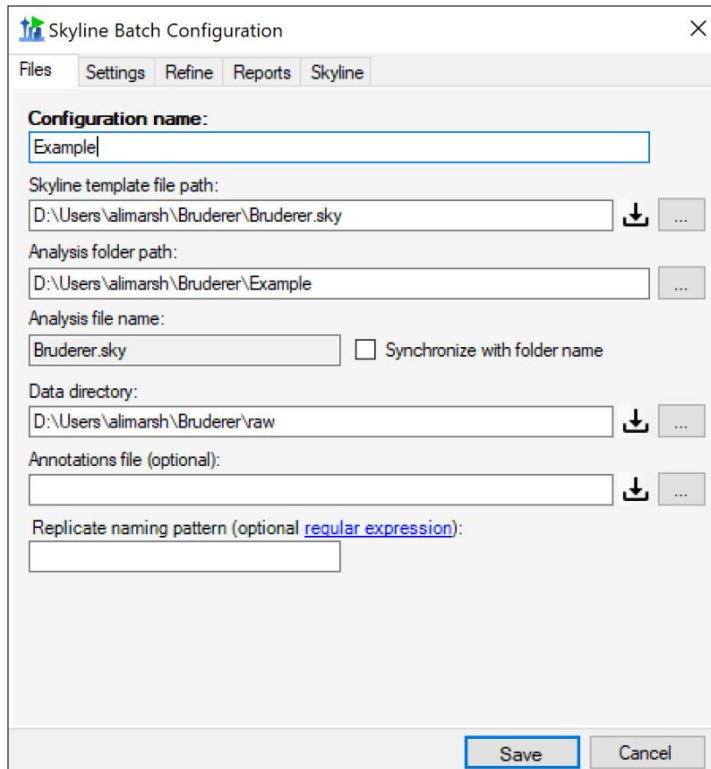 Skyline Batch Configuration
Files Settings Refine Reports Skyline
Configuration name:
Example
Skyline template file path:
D:\Users\alimarsh\Bruderer\Bruderer.sky
...
Analysis folder path:
D:\Users\alimarsh\Bruderer\Example
...
Analysis file name:
Bruderer.sky Synchronize with folder name
Data directory:
D:\Users\alimarsh\Bruderer\raw
...
Annotations file (optional):
...
Replicate naming pattern (optional regular expression):
Save Cancel